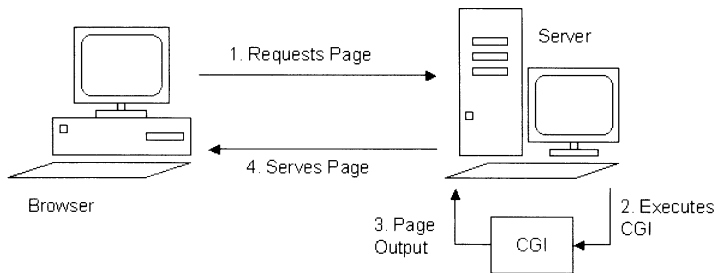 Server
1. Requests Page
4. Serves Page
Browser
2. Executes
CGI
3. Page
Output
CGI